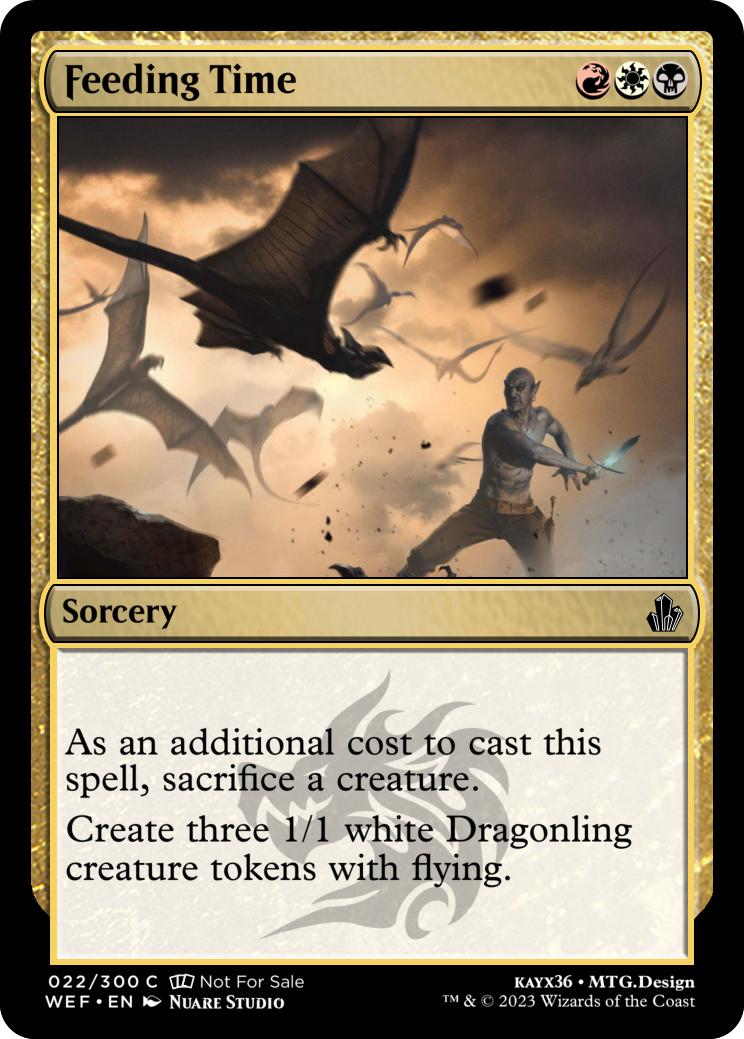 Feeding Time
Sorcery
As an additional cost to cast this
spell, sacrifice a creature.
Create three 1/1 white Dragonling
creature tokens with flying.
022/300 C Not For Sale
WEF • EN Nuare Studio
kayx36 • MTG.Design
™ & © 2023 Wizards of the Coast